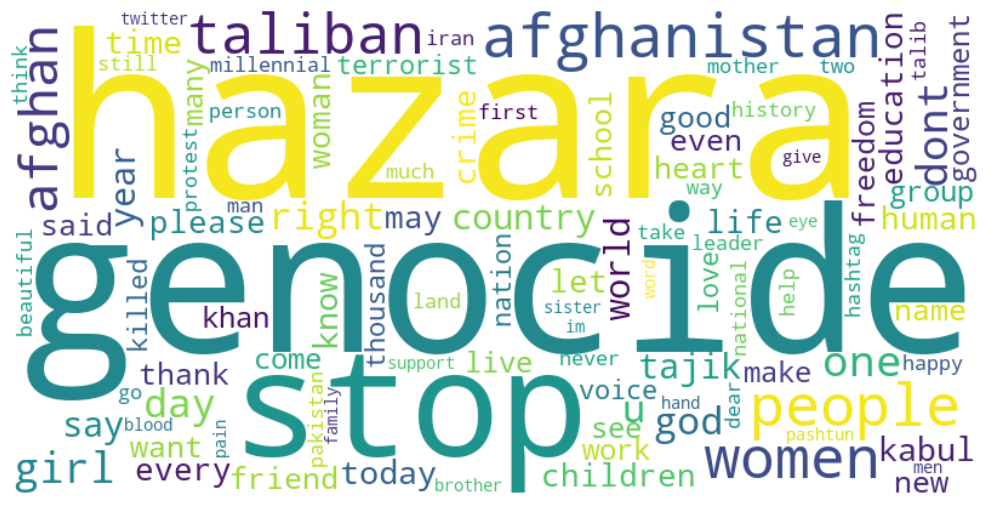 twitter
taliban
iran
afghanistan
education
talib
government
think
afghan
time
still
many
millennial
woman
terrorist
mother
two
hazara
person
crime
first
school
good
history
freedom
dont
protest
much
even
heart
give
way
group
human
year
said
please
man
right
may
country
world
take
life
eye
leader
beautiful
killed
genocide
khan
know
thousand
land
nation
let
sister
im
word
love
national
help
hashtag
name
thank
come
stop
support
live
never
voice
tajik
make
one
happy
go
day
say
blood
pain
want
every
girl
friend
pakistan
family
today
brother
u
see
work
children
god
hand
dear
people
pashtun
women
kabul
men
new